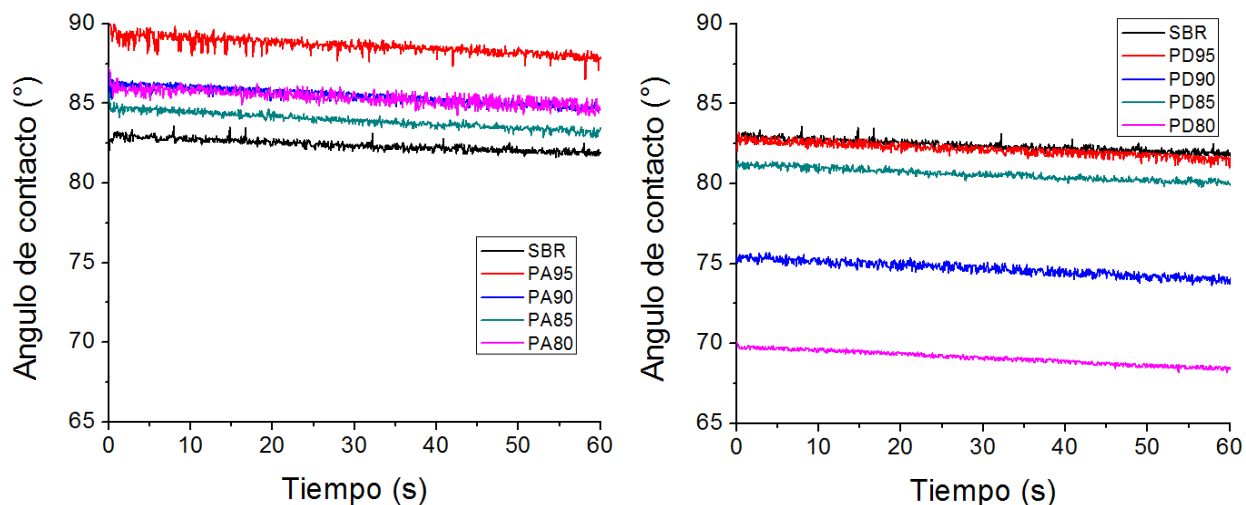 Angulo de contacto (°)
90
85
80
75
70
65
0 10 20 30 40 50 60
Tiempo (s)
SBR
PA95
PA90
PA85
PA80
Angulo de contacto (°)
90
85
80
75
70
65
0 10 20 30 40 50 60
Tiempo (s)
SBR
PD95
PD90
PD85
PD80